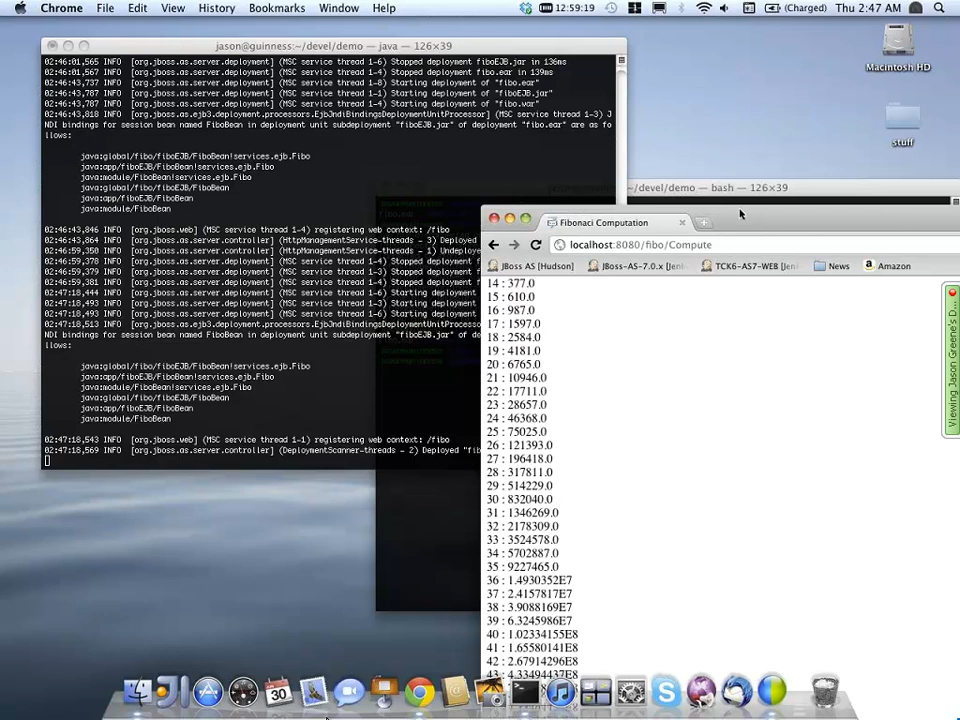 Chrome File Edit View History Bookmarks Window Help 12:59:19 (Charged) Thu 2:47 AM
jason@guinness:~/devel/demo — java — 126×39
02:46:01,565 INFO [org.jboss.as.server.deployment] (MSC service thread 1-6) Stopped deployment fiboEJB.jar in 136ms
02:46:01,567 INFO [org.jboss.as.server.deployment] (MSC service thread 1-4) Stopped deployment fibo.ear in 139ms
02:46:43,737 INFO [org.jboss.as.server.deployment] (MSC service thread 1-8) Starting deployment of "fibo.ear"
02:46:43,787 INFO [org.jboss.as.server.deployment] (MSC service thread 1-1) Starting deployment of "fiboEJB.jar"
02:46:43,787 INFO [org.jboss.as.server.deployment] (MSC service thread 1-4) Starting deployment of "fibo.war"
02:46:43,818 INFO [org.jboss.as.ejb3.deployment.processors.EjbJndiBindingsDeploymentUnitProcessor] (MSC service thread 1-3) J
NDI bindings for session bean named FiboBean in deployment unit subdeployment "fiboEJB.jar" of deployment "fibo.ear" are as fo
llows:
java:global/fibo/fiboEJB/FiboBean!services.ejb.Fibo
java:app/fiboEJB/FiboBean!services.ejb.Fibo
java:module/FiboBean!services.ejb.Fibo
java:global/fibo/fiboEJB/FiboBean
java:app/fiboEJB/FiboBean
java:module/FiboBean
02:46:43,846 INFO [org.jboss.web] (MSC service thread 1-4) registering web context: /fibo
02:46:43,864 INFO [org.jboss.as.server.controller] (HttpManagementService-threads - 3) Deployed
02:46:59,350 INFO [org.jboss.as.server.controller] (HttpManagementService-threads - 1) Undeploye
02:46:59,378 INFO [org.jboss.as.server.deployment] (MSC service thread 1-4) Stopped deployment f
02:46:59,379 INFO [org.jboss.as.server.deployment] (MSC service thread 1-3) Stopped deployment f
02:46:59,381 INFO [org.jboss.as.server.deployment] (MSC service thread 1-4) Stopped deployment f
02:47:18,444 INFO [org.jboss.as.server.deployment] (MSC service thread 1-6) Starting deployment
02:47:18,493 INFO [org.jboss.as.server.deployment] (MSC service thread 1-3) Starting deployment
02:47:18,493 INFO [org.jboss.as.server.deployment] (MSC service thread 1-6) Starting deployment
02:47:18,513 INFO [org.jboss.as.ejb3.deployment.processors.EjbJndiBindingsDeploymentUnitProcesso
NDI bindings for session bean named FiboBean in deployment unit subdeployment "fiboEJB.jar" of de
llows:
java:global/fibo/fiboEJB/FiboBean!services.ejb.Fibo
java:app/fiboEJB/FiboBean!services.ejb.Fibo
java:module/FiboBean!services.ejb.Fibo
java:global/fibo/fiboEJB/FiboBean
java:app/fiboEJB/FiboBean
java:module/FiboBean
02:47:18,543 INFO [org.jboss.web] (MSC service thread 1-1) registering web context: /fibo
02:47:18,569 INFO [org.jboss.as.server.controller] (DeploymentScanner-threads - 2) Deployed "fib
Macintosh HD
stuff
~/devel/demo — bash — 126×39
Fibonaci Computation
localhost:8080/fibo/Compute
JBoss AS [Hudson] JBoss-AS-7.0.x [Jenk TCK6-AS7-WEB [Jen News Amazon
14 : 377.0
15 : 610.0
16 : 987.0
17 : 1597.0
18 : 2584.0
19 : 4181.0
20 : 6765.0
21 : 10946.0
22 : 17711.0
23 : 28657.0
24 : 46368.0
25 : 75025.0
26 : 121393.0
27 : 196418.0
28 : 317811.0
29 : 514229.0
30 : 832040.0
31 : 1346269.0
32 : 2178309.0
33 : 3524578.0
34 : 5702887.0
35 : 9227465.0
36 : 1.4930352E7
37 : 2.4157817E7
38 : 3.9088169E7
39 : 6.3245986E7
40 : 1.02334155E8
41 : 1.65580141E8
42 : 2.67914296E8
43 : 4.33494437E8
Viewing Jason Greene's D...
30